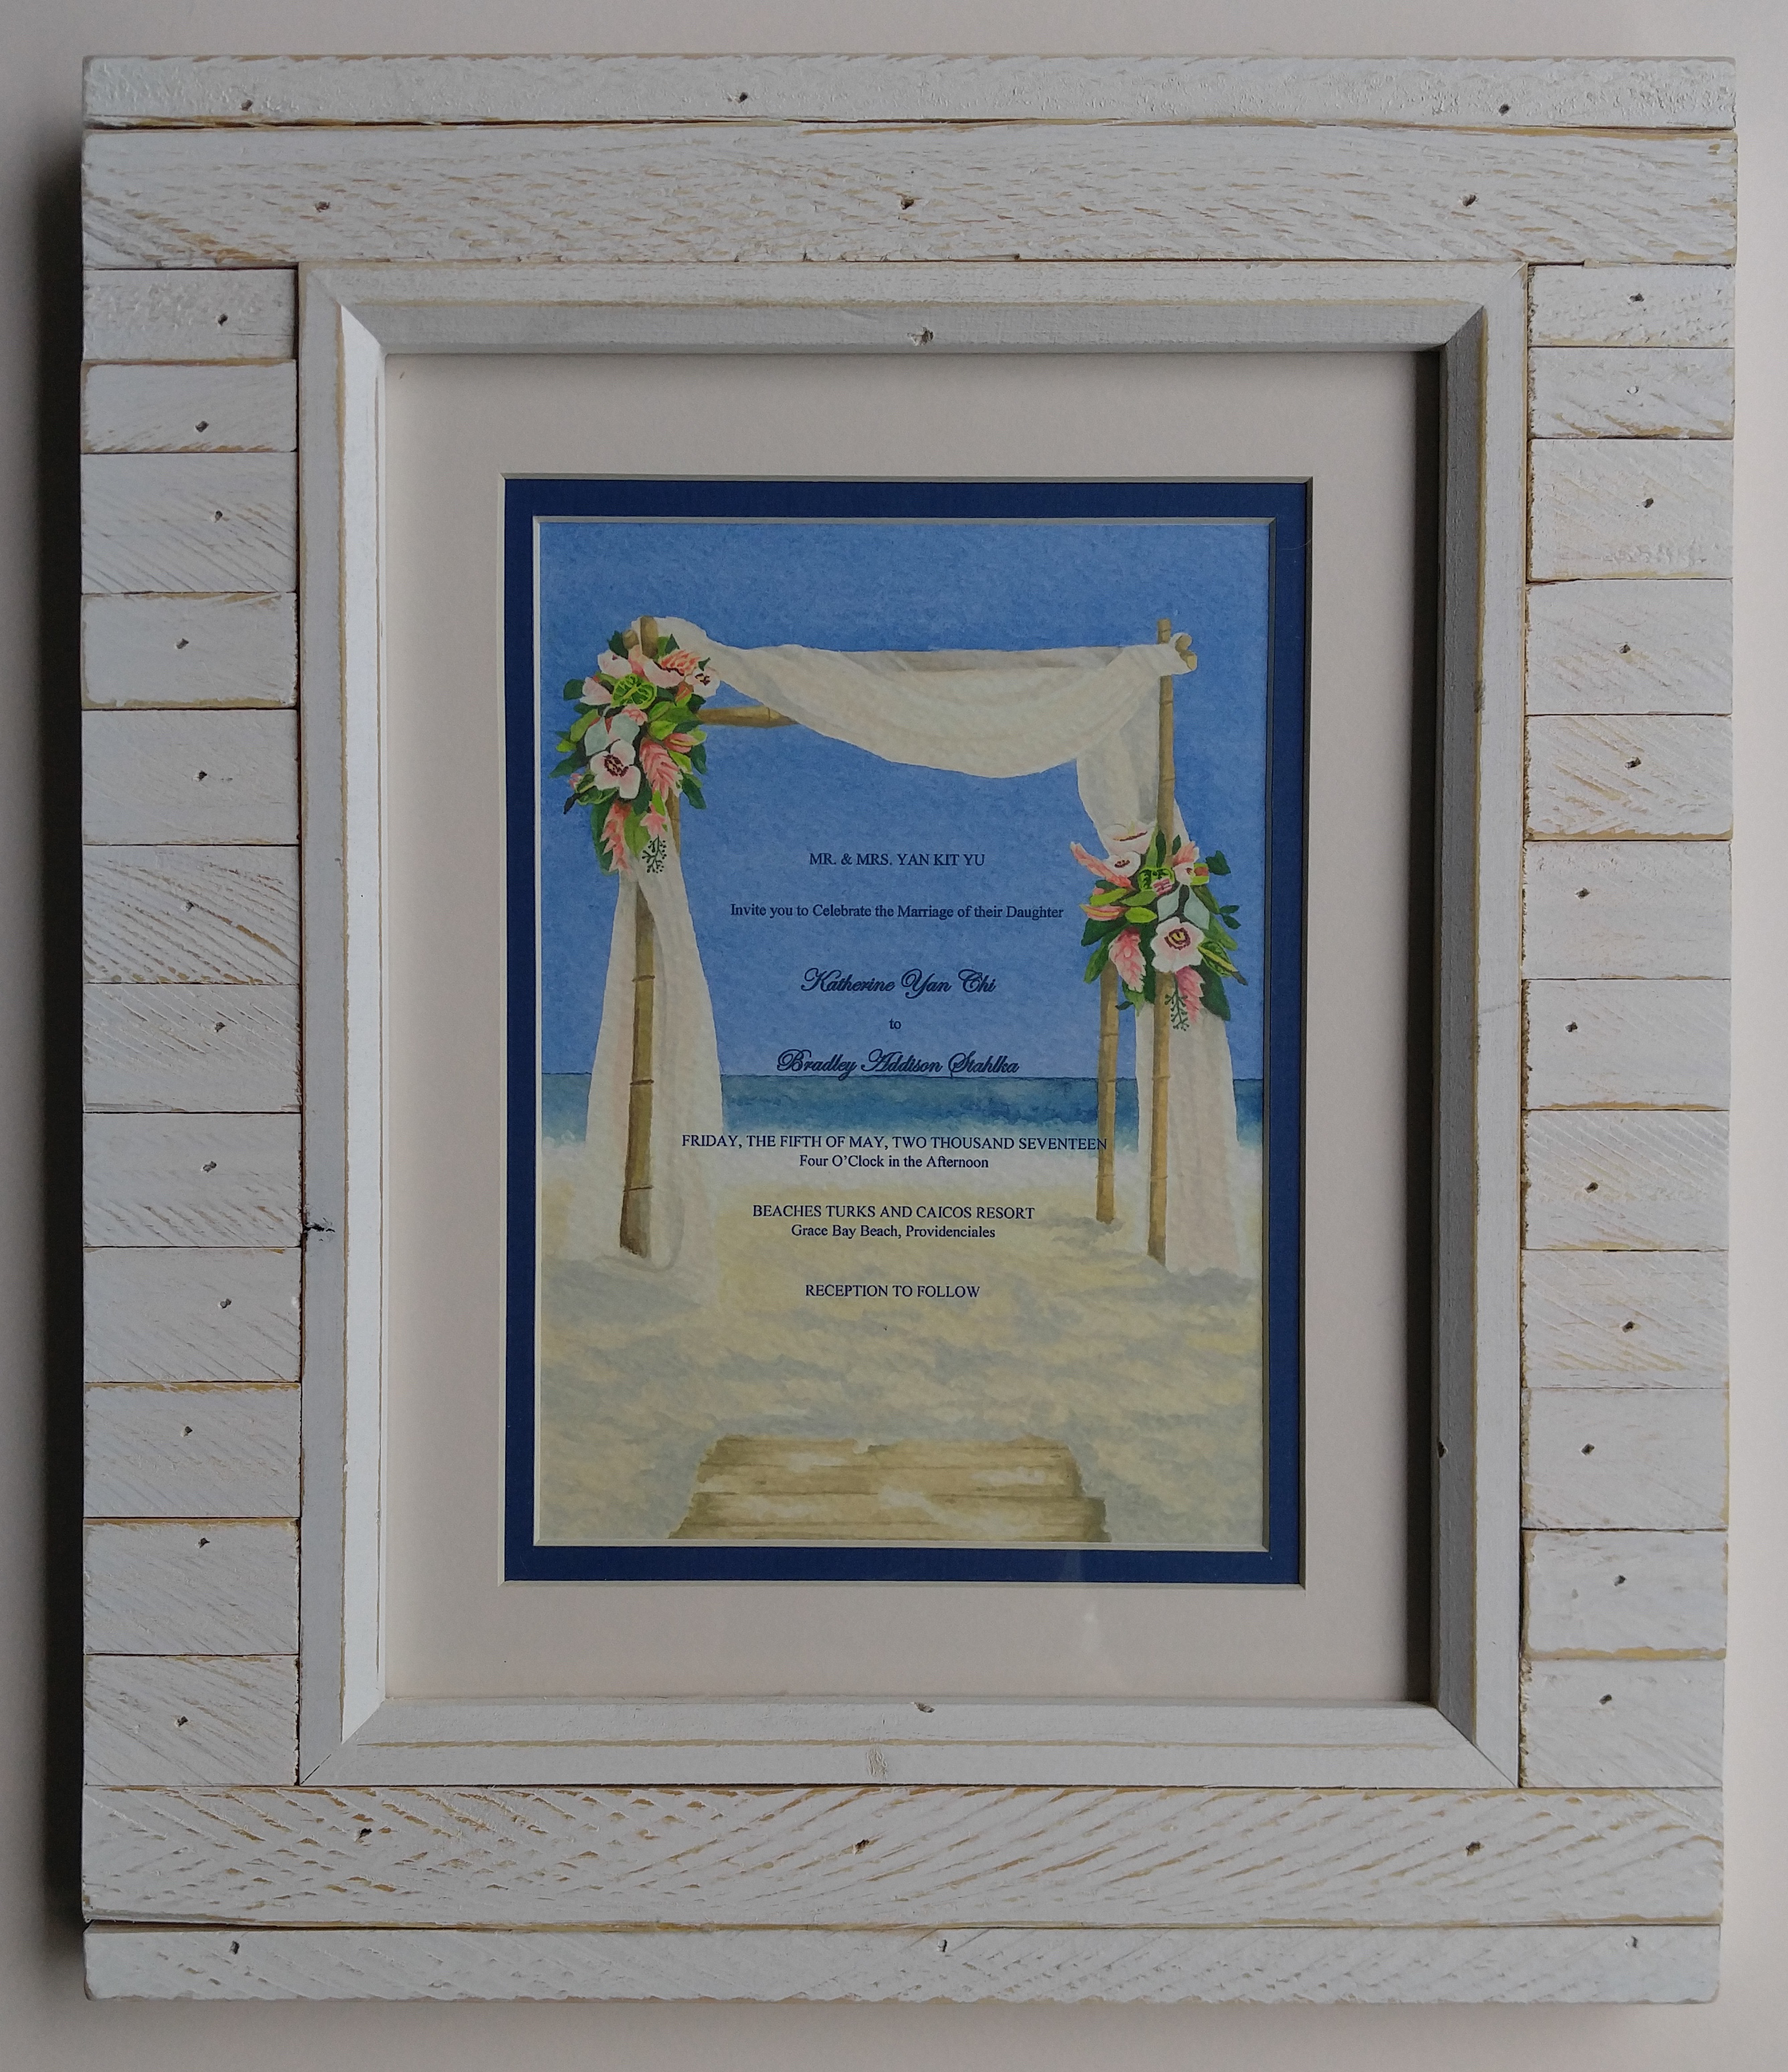 MR. & MRS. YAN KIT YU
Invite you to Celebrate the Marriage of their Daughter
Katherine Yan Chi
to
Bradley Addison Stahlka
FRIDAY, THE FIFTH OF MAY, TWO THOUSAND SEVENTEEN
Four O’Clock in the Afternoon
BEACHES TURKS AND CAICOS RESORT
Grace Bay Beach, Providenciales
RECEPTION TO FOLLOW